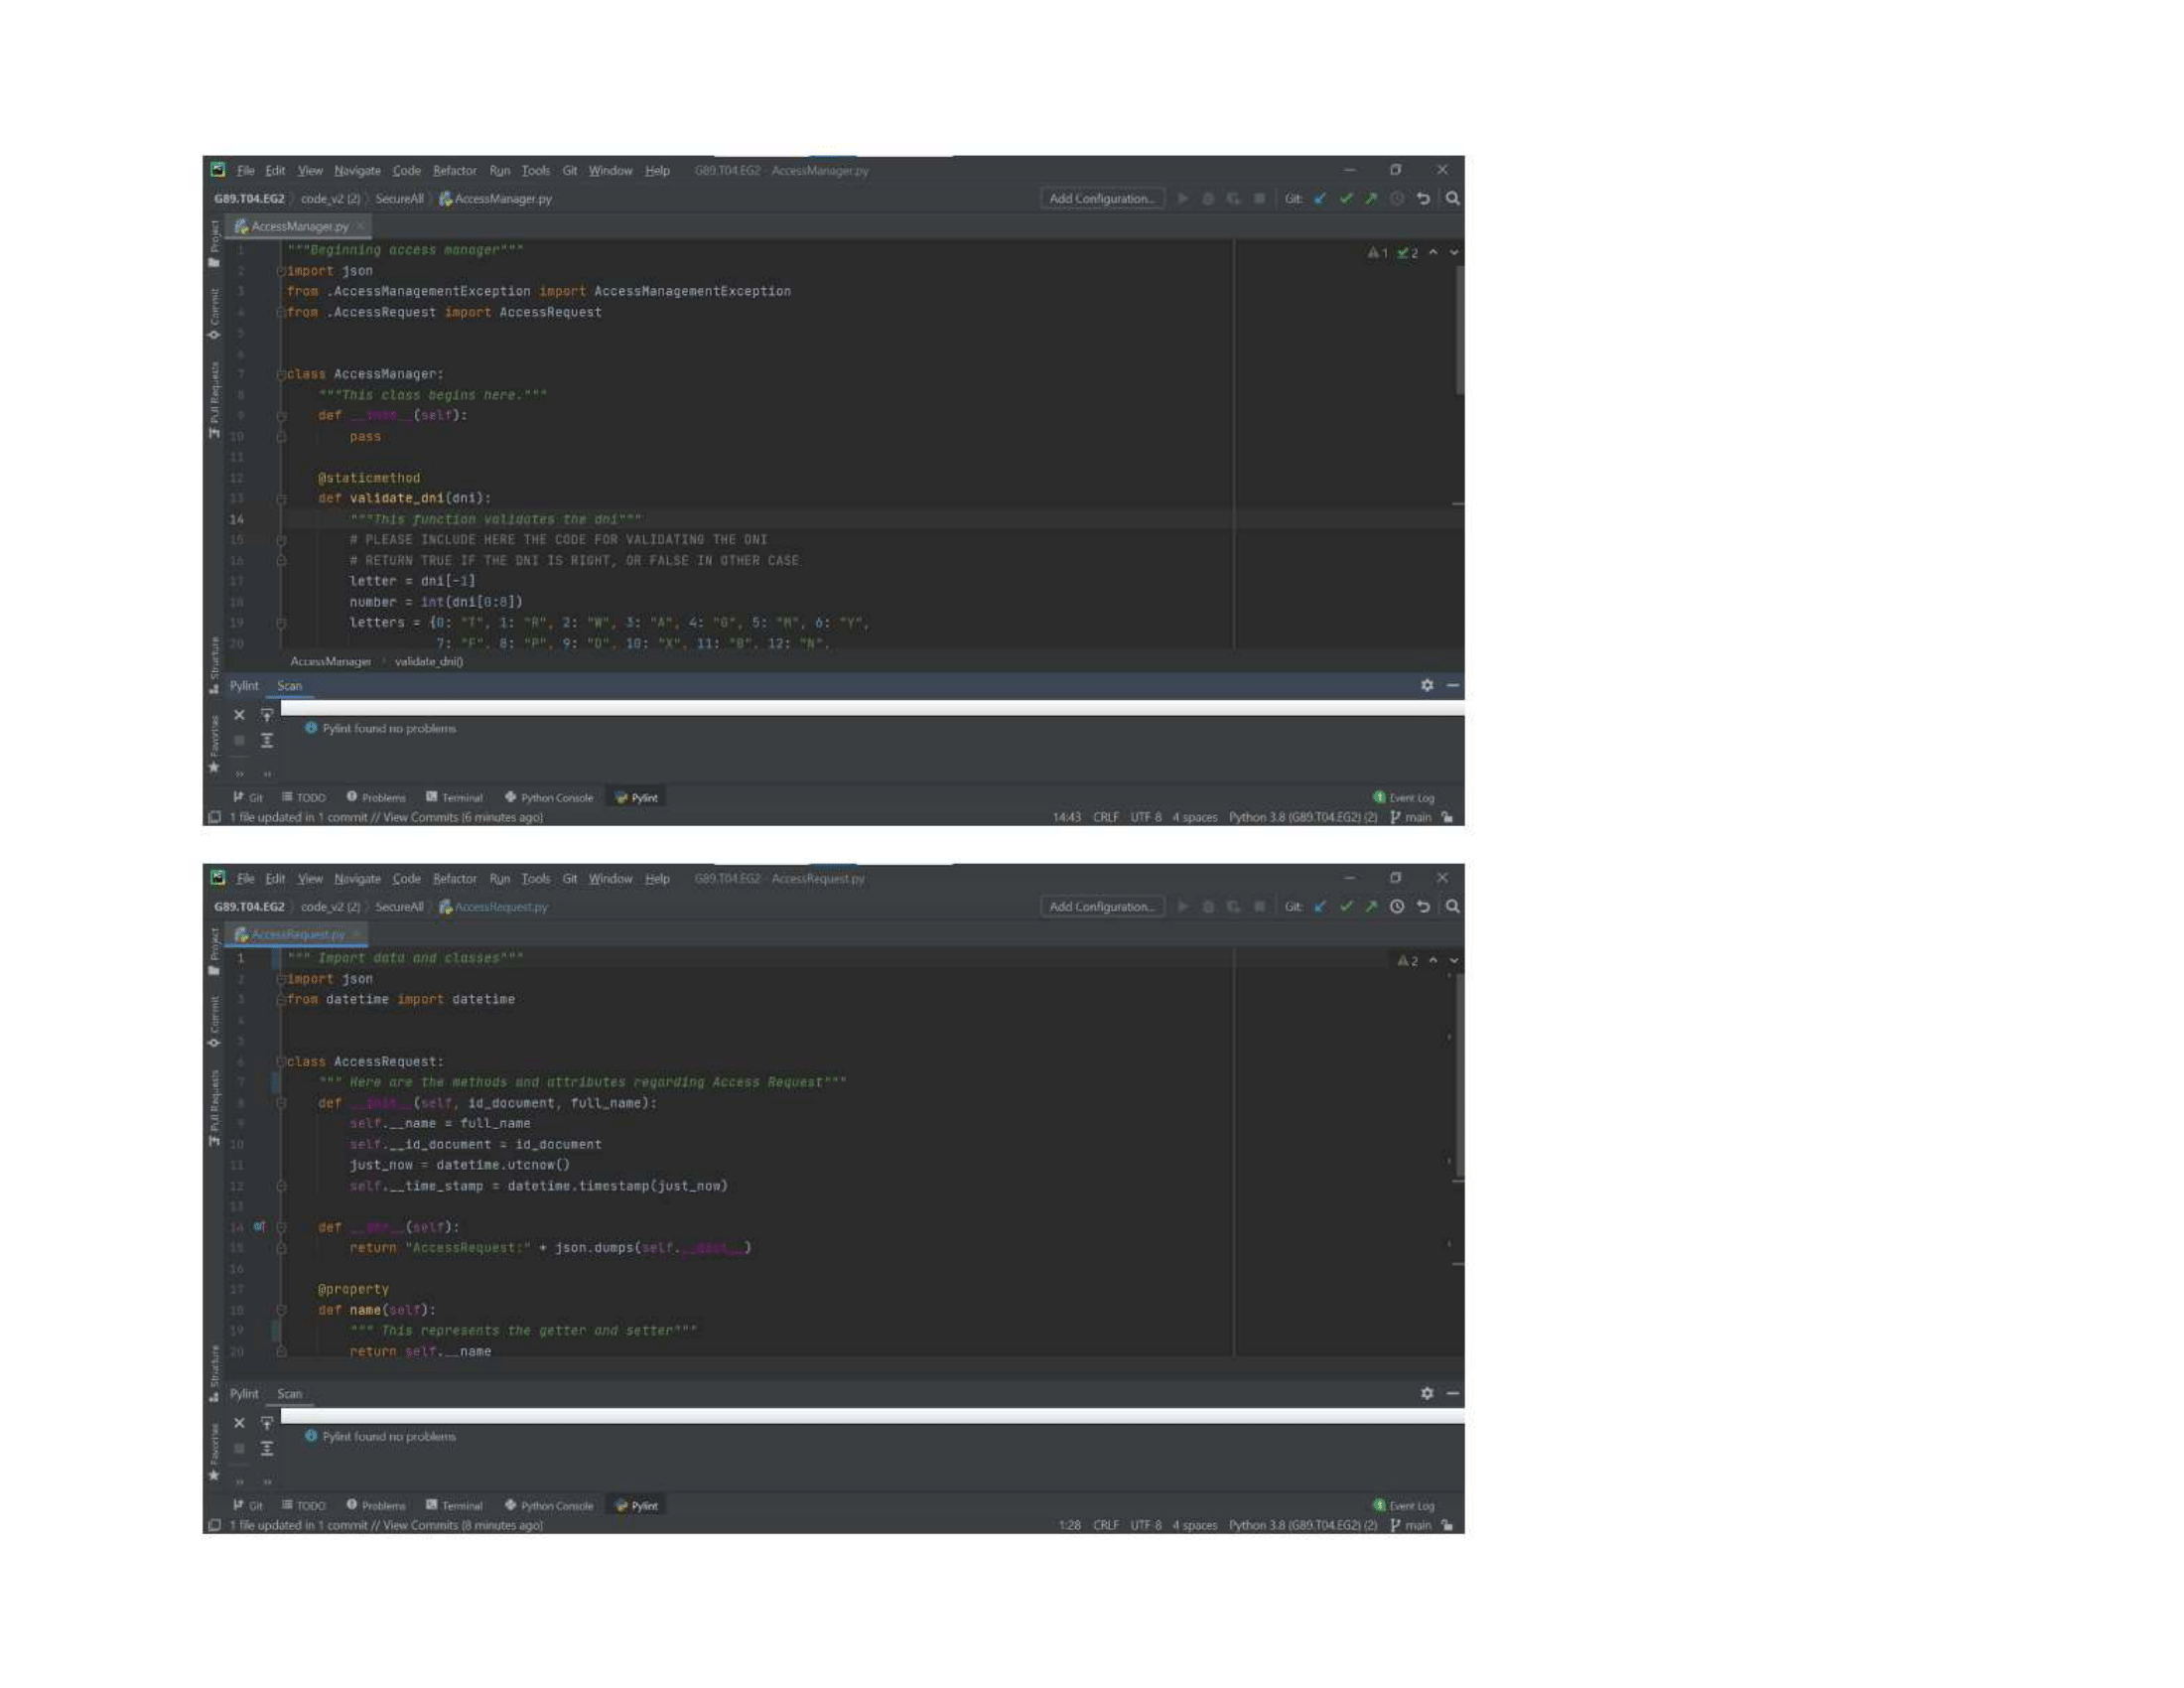 File Edit View Navigate Code Refactor Run Tools Git Window Help G89.T04.EG2 - AccessManager.py
G89.T04.EG2 code_v2 (2) SecureAll AccessManager.py Add Configuration... Git:
AccessManager.py
Project
Commit
Pull Requests
Structure
Favorites
1 """Beginning access manager""" 1 2
2 import json
3 from .AccessManagementException import AccessManagementException
4 from .AccessRequest import AccessRequest
5
6
7 class AccessManager:
8 """This class begins here."""
9 def __init__(self):
10 pass
11
12 @staticmethod
13 def validate_dni(dni):
14 """This function validates the dni"""
15 # PLEASE INCLUDE HERE THE CODE FOR VALIDATING THE DNI
16 # RETURN TRUE IF THE DNI IS RIGHT, OR FALSE IN OTHER CASE
17 letter = dni[-1]
18 number = int(dni[0:8])
19 letters = {0: "T", 1: "R", 2: "W", 3: "A", 4: "G", 5: "M", 6: "Y",
20 7: "F", 8: "P", 9: "D", 10: "X", 11: "B", 12: "N",
AccessManager validate_dni()
Pylint Scan
Pylint found no problems
Git TODO Problems Terminal Python Console Pylint Event Log
1 file updated in 1 commit // View Commits (6 minutes ago) 14:43 CRLF UTF-8 4 spaces Python 3.8 (G89.T04.EG2) (2) main
File Edit View Navigate Code Refactor Run Tools Git Window Help G89.T04.EG2 - AccessRequest.py
G89.T04.EG2 code_v2 (2) SecureAll AccessRequest.py Add Configuration... Git:
AccessRequest.py
Project
Commit
Pull Requests
Structure
Favorites
1 """ Import data and classes""" 2
2 import json
3 from datetime import datetime
4
5
6 class AccessRequest:
7 """ Here are the methods and attributes regarding Access Request"""
8 def __init__(self, id_document, full_name):
9 self.__name = full_name
10 self.__id_document = id_document
11 just_now = datetime.utcnow()
12 self.__time_stamp = datetime.timestamp(just_now)
13
14 def __str__(self):
15 return "AccessRequest:" + json.dumps(self.__dict__)
16
17 @property
18 def name(self):
19 """ This represents the getter and setter"""
20 return self.__name
Pylint Scan
Pylint found no problems
Git TODO Problems Terminal Python Console Pylint Event Log
1 file updated in 1 commit // View Commits (8 minutes ago) 1:28 CRLF UTF-8 4 spaces Python 3.8 (G89.T04.EG2) (2) main